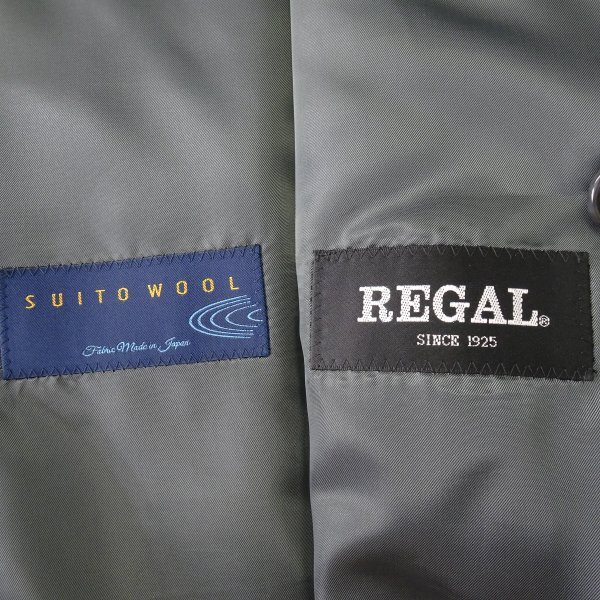 SUITO WOOL
Fabric Made in Japan
REGAL®
SINCE 1925